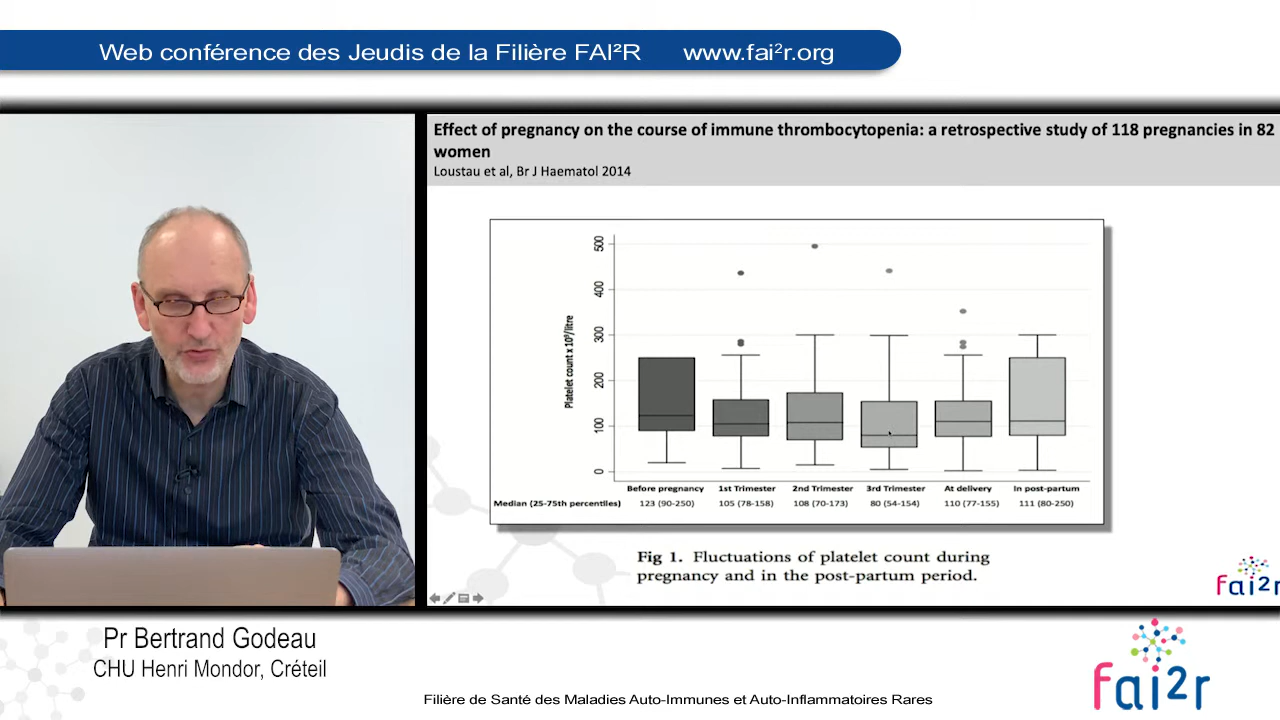 Web conférence des Jeudis de la Filière FAI²R www.fai²r.org
Effect of pregnancy on the course of immune thrombocytopenia: a retrospective study of 118 pregnancies in 82
women
Loustau et al, Br J Haematol 2014
Platelet count x 10⁹/litre
500
400
300
200
100
0
Before pregnancy 1st Trimester 2nd Trimester 3rd Trimester At delivery In post-partum
Median (25-75th percentiles) 123 (90-250) 105 (78-158) 108 (70-173) 80 (54-154) 110 (77-155) 111 (80-250)
Fig 1. Fluctuations of platelet count during
pregnancy and in the post-partum period.
fai2r
Pr Bertrand Godeau
CHU Henri Mondor, Créteil
fai2r
Filière de Santé des Maladies Auto-Immunes et Auto-Inflammatoires Rares